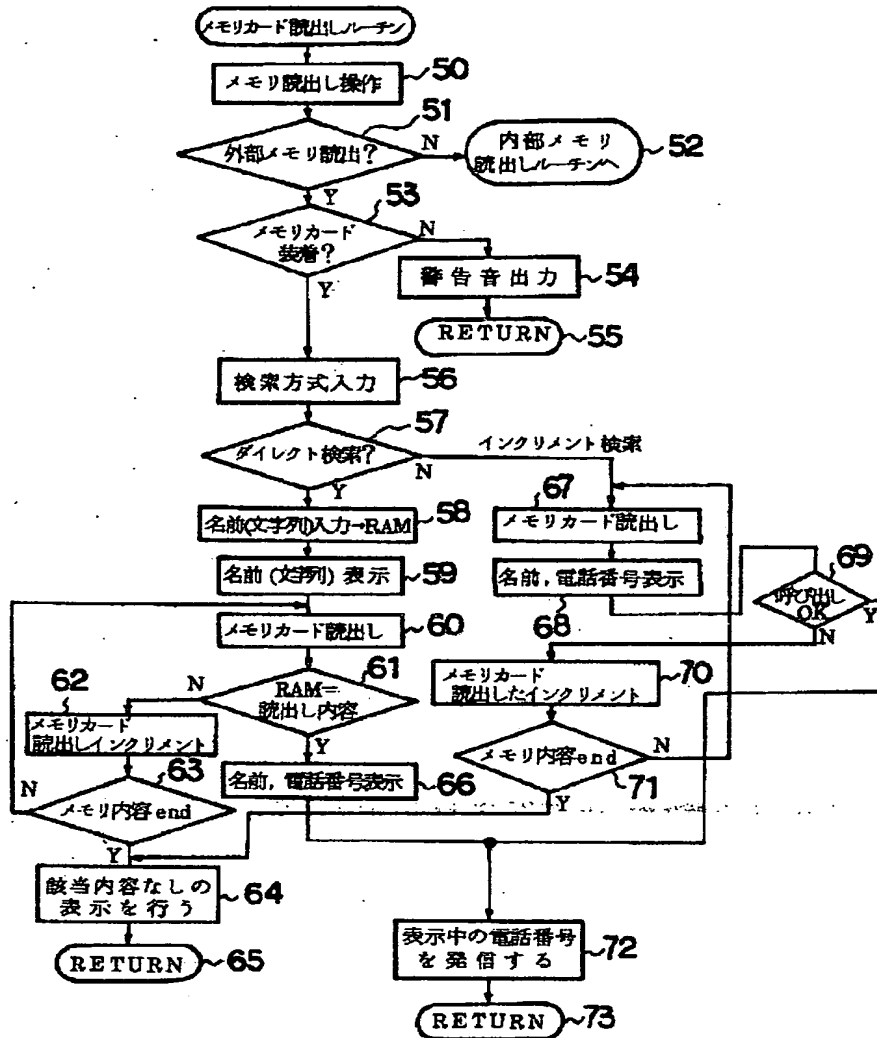 メモリカード読出しルーチン
メモリ読出し操作
50
51
外部メモリ読出?
N
Y
内部メモリ
読出しルーチンへ
52
53
メモリカード
装着?
N
Y
警告音出力
54
RETURN
55
検索方式入力
56
57
ダイレクト検索?
N
Y
インクリメント検索
名前(文字列)入力→RAM
58
名前(文字列)表示
59
メモリカード読出し
60
61
RAM=
読出し内容
N
Y
62
メモリカード
読出しインクリメント
63
メモリ内容end
N
Y
該当内容なしの
表示を行う
64
RETURN
65
名前,電話番号表示
66
67
メモリカード読出し
名前,電話番号表示
68
69
呼び出し
OK
Y
N
メモリカード
読出したインクリメント
70
メモリ内容end
N
71
Y
表示中の電話番号
を発信する
72
RETURN
73